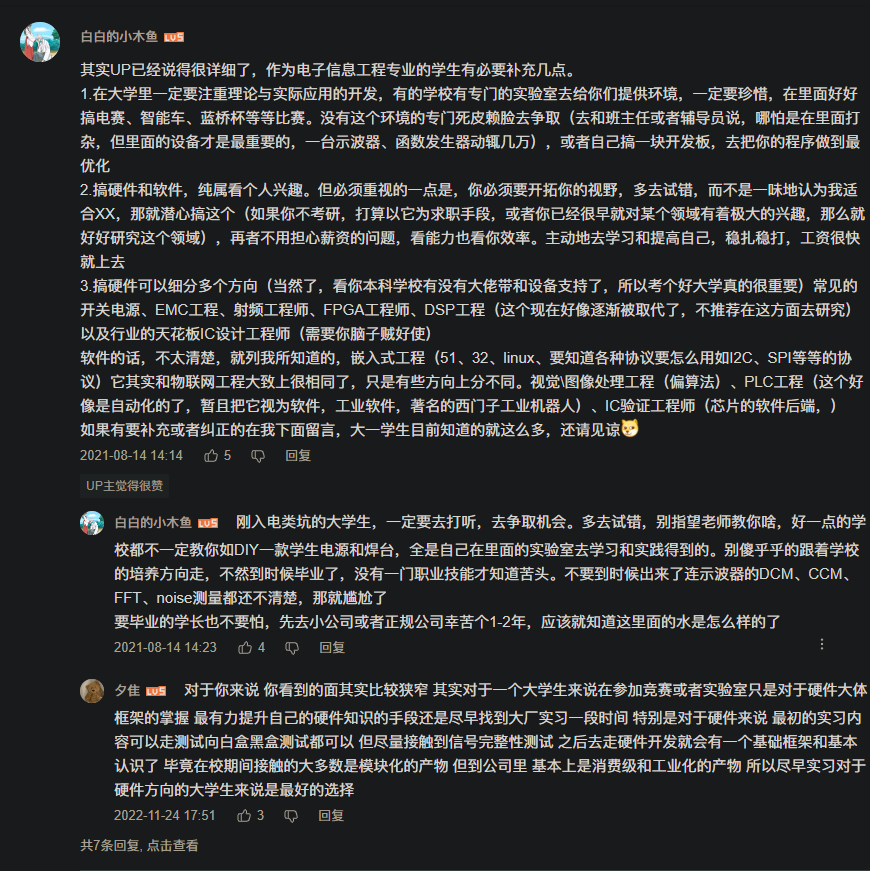 白白的小木鱼 LV5
其实UP已经说得很详细了，作为电子信息工程专业的学生有必要补充几点。
1.在大学里一定要注重理论与实际应用的开发，有的学校有专门的实验室去给你们提供环境，一定要珍惜，在里面好好
搞电赛、智能车、蓝桥杯等等比赛。没有这个环境的专门死皮赖脸去争取（去和班主任或者辅导员说，哪怕是在里面打
杂，但里面的设备才是最重要的，一台示波器、函数发生器动辄几万），或者自己搞一块开发板，去把你的程序做到最
优化
2.搞硬件和软件，纯属看个人兴趣。但必须重视的一点是，你必须要开拓你的视野，多去试错，而不是一味地认为我适
合XX，那就潜心搞这个（如果你不考研，打算以它为求职手段，或者你已经很早就对某个领域有着极大的兴趣，那么就
好好研究这个领域），再者不用担心薪资的问题，看能力也看你效率。主动地去学习和提高自己，稳扎稳打，工资很快
就上去
3.搞硬件可以细分多个方向（当然了，看你本科学校有没有大佬带和设备支持了，所以考个好大学真的很重要）常见的
开关电源、EMC工程、射频工程师、FPGA工程师、DSP工程（这个现在好像逐渐被取代了，不推荐在这方面去研究）
以及行业的天花板IC设计工程师（需要你脑子贼好使）
软件的话，不太清楚，就列我所知道的，嵌入式工程（51、32、linux、要知道各种协议要怎么用如I2C、SPI等等的协
议）它其实和物联网工程大致上很相同了，只是有些方向上分不同。视觉\图像处理工程（偏算法）、PLC工程（这个好
像是自动化的了，暂且把它视为软件，工业软件，著名的西门子工业机器人）、IC验证工程师（芯片的软件后端，）
如果有要补充或者纠正的在我下面留言，大一学生目前知道的就这么多，还请见谅
2021-08-14 14:14 5 回复
UP主觉得很赞
白白的小木鱼 LV5 刚入电类坑的大学生，一定要去打听，去争取机会。多去试错，别指望老师教你啥，好一点的学
校都不一定教你如DIY一款学生电源和焊台，全是自己在里面的实验室去学习和实践得到的。别傻乎乎的跟着学校
的培养方向走，不然到时候毕业了，没有一门职业技能才知道苦头。不要到时候出来了连示波器的DCM、CCM、
FFT、noise测量都还不清楚，那就尴尬了
要毕业的学长也不要怕，先去小公司或者正规公司幸苦个1-2年，应该就知道这里面的水是怎么样的了
2021-08-14 14:23 4 回复
夕隹 LV5 对于你来说 你看到的面其实比较狭窄 其实对于一个大学生来说在参加竞赛或者实验室只是对于硬件大体
框架的掌握 最有力提升自己的硬件知识的手段还是尽早找到大厂实习一段时间 特别是对于硬件来说 最初的实习内
容可以走测试向白盒黑盒测试都可以 但尽量接触到信号完整性测试 之后去走硬件开发就会有一个基础框架和基本
认识了 毕竟在校期间接触的大多数是模块化的产物 但到公司里 基本上是消费级和工业化的产物 所以尽早实习对于
硬件方向的大学生来说是最好的选择
2022-11-24 17:51 3 回复
共7条回复, 点击查看